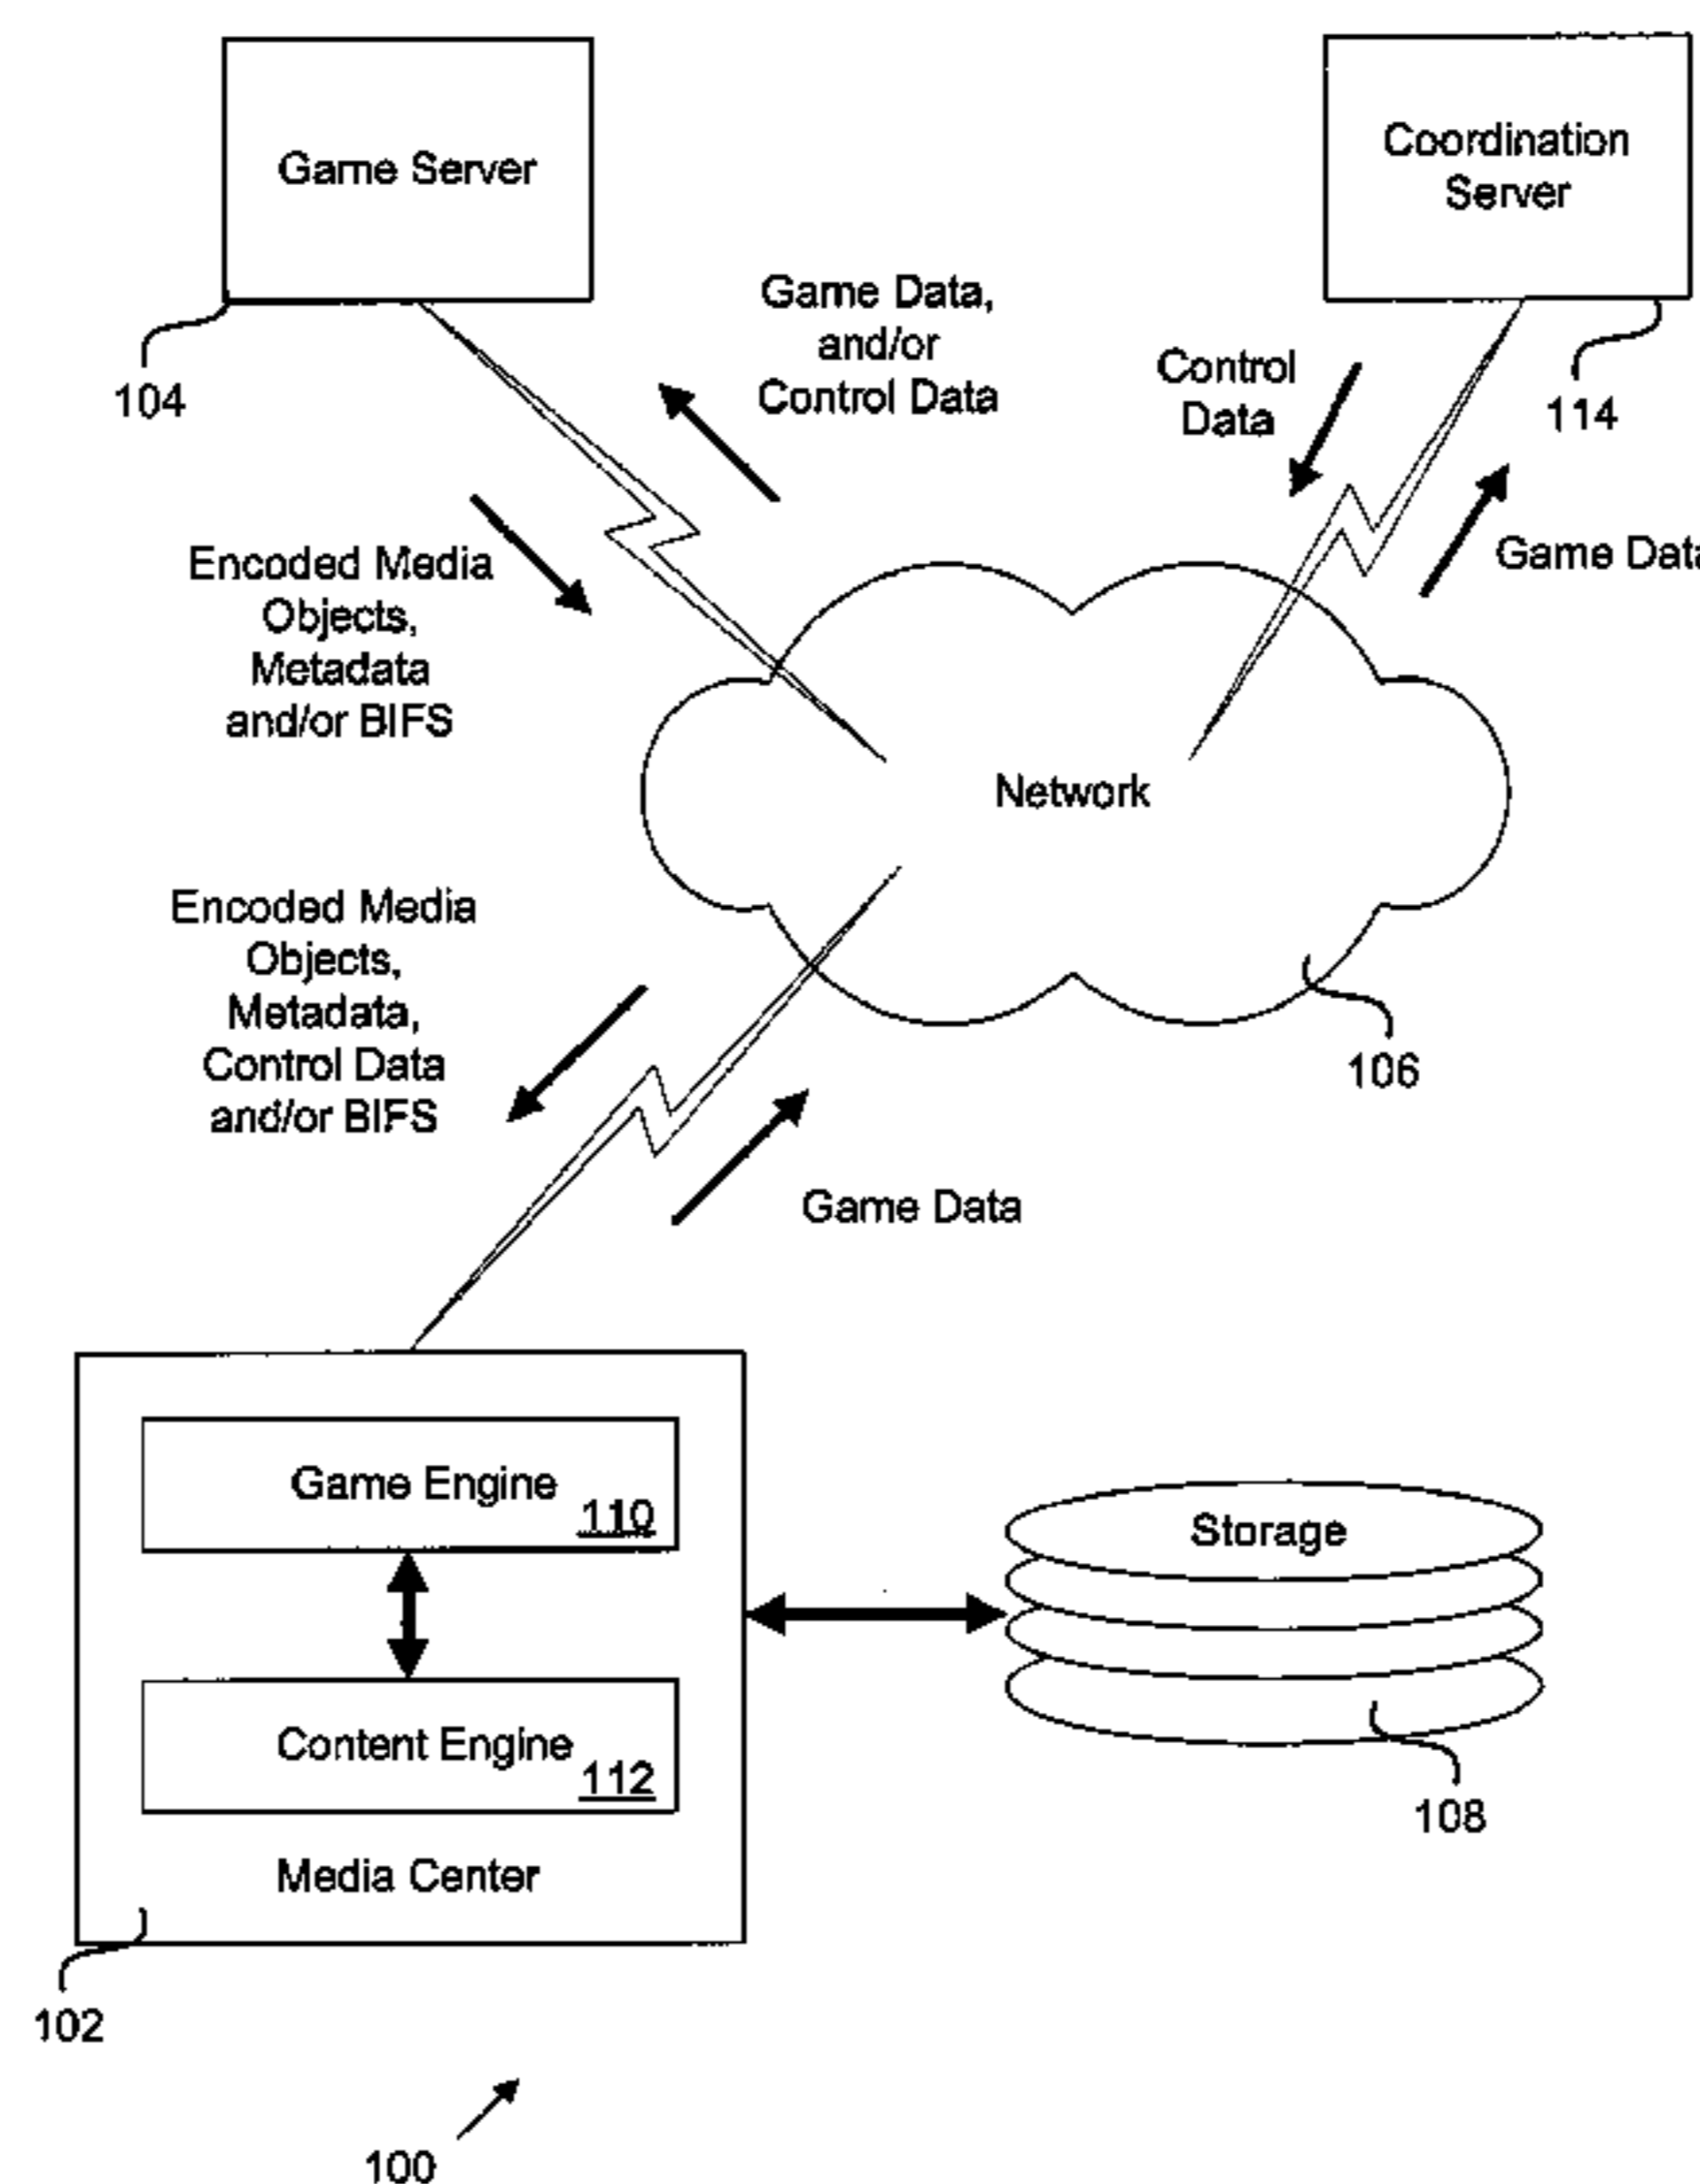 Game Server
Coordination
Server
104
Game Data,
and/or
Control Data
Control
Data
114
Encoded Media
Objects,
Metadata
and/or BIFS
Game Data
Network
Encoded Media
Objects,
Metadata,
Control Data
and/or BIFS
106
Game Data
Game Engine
110
Storage
Content Engine
112
108
Media Center
102
100